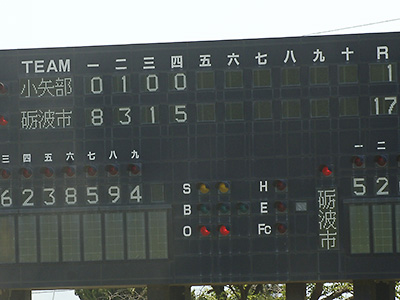 TEAM 一 二 三 四 五 六 七 八 九 十 R
小矢部 0 1 0 0 1
砺波市 8 3 1 5 17
三 四 五 六 七 八 九 一 二
6 2 3 8 5 9 4 5 2
S H
B E
O Fc
砺波市